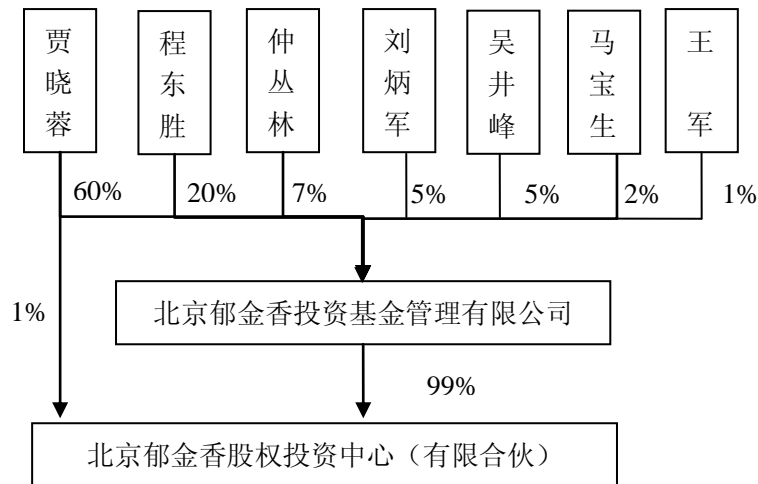 贾晓蓉
程东胜
仲丛林
刘炳军
吴井峰
马宝生
王军
60%
20%
7%
5%
5%
2%
1%
1%
北京郁金香投资基金管理有限公司
99%
北京郁金香股权投资中心（有限合伙）